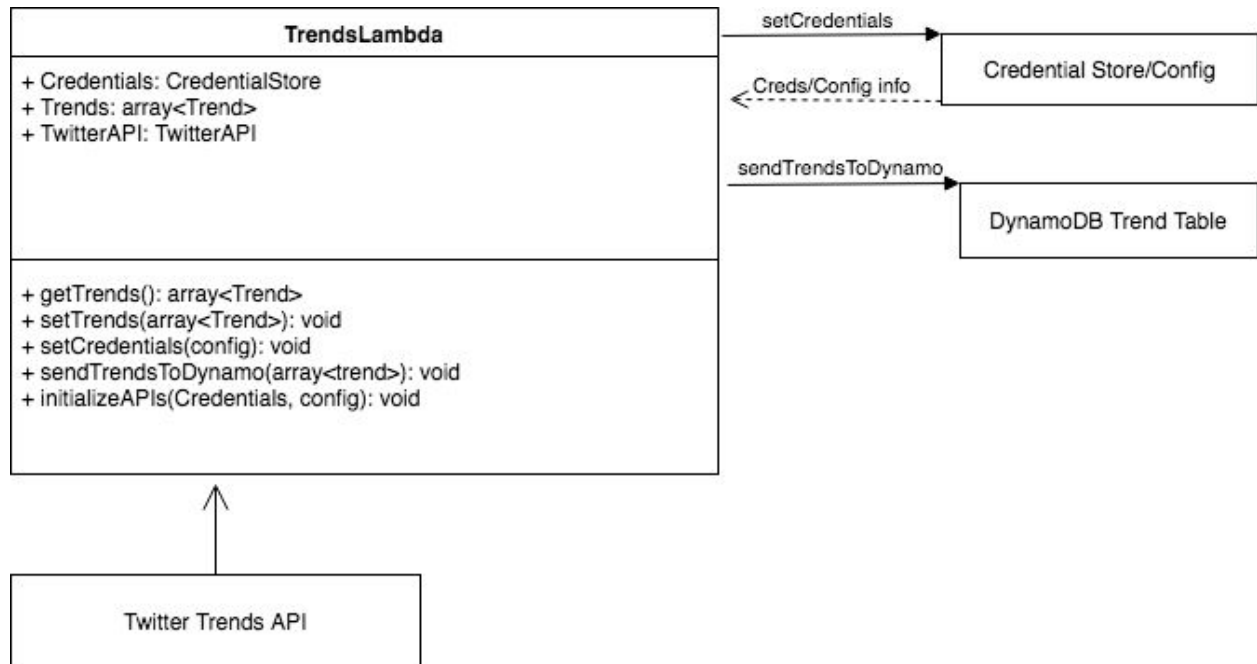 TrendsLambda
+ Credentials: CredentialStore
+ Trends: array<Trend>
+ TwitterAPI: TwitterAPI
+ getTrends(): array<Trend>
+ setTrends(array<Trend>): void
+ setCredentials(config): void
+ sendTrendsToDynamo(array<trend>): void
+ initializeAPIs(Credentials, config): void
setCredentials
Credential Store/Config
Creds/Config info
sendTrendsToDynamo
DynamoDB Trend Table
Twitter Trends API